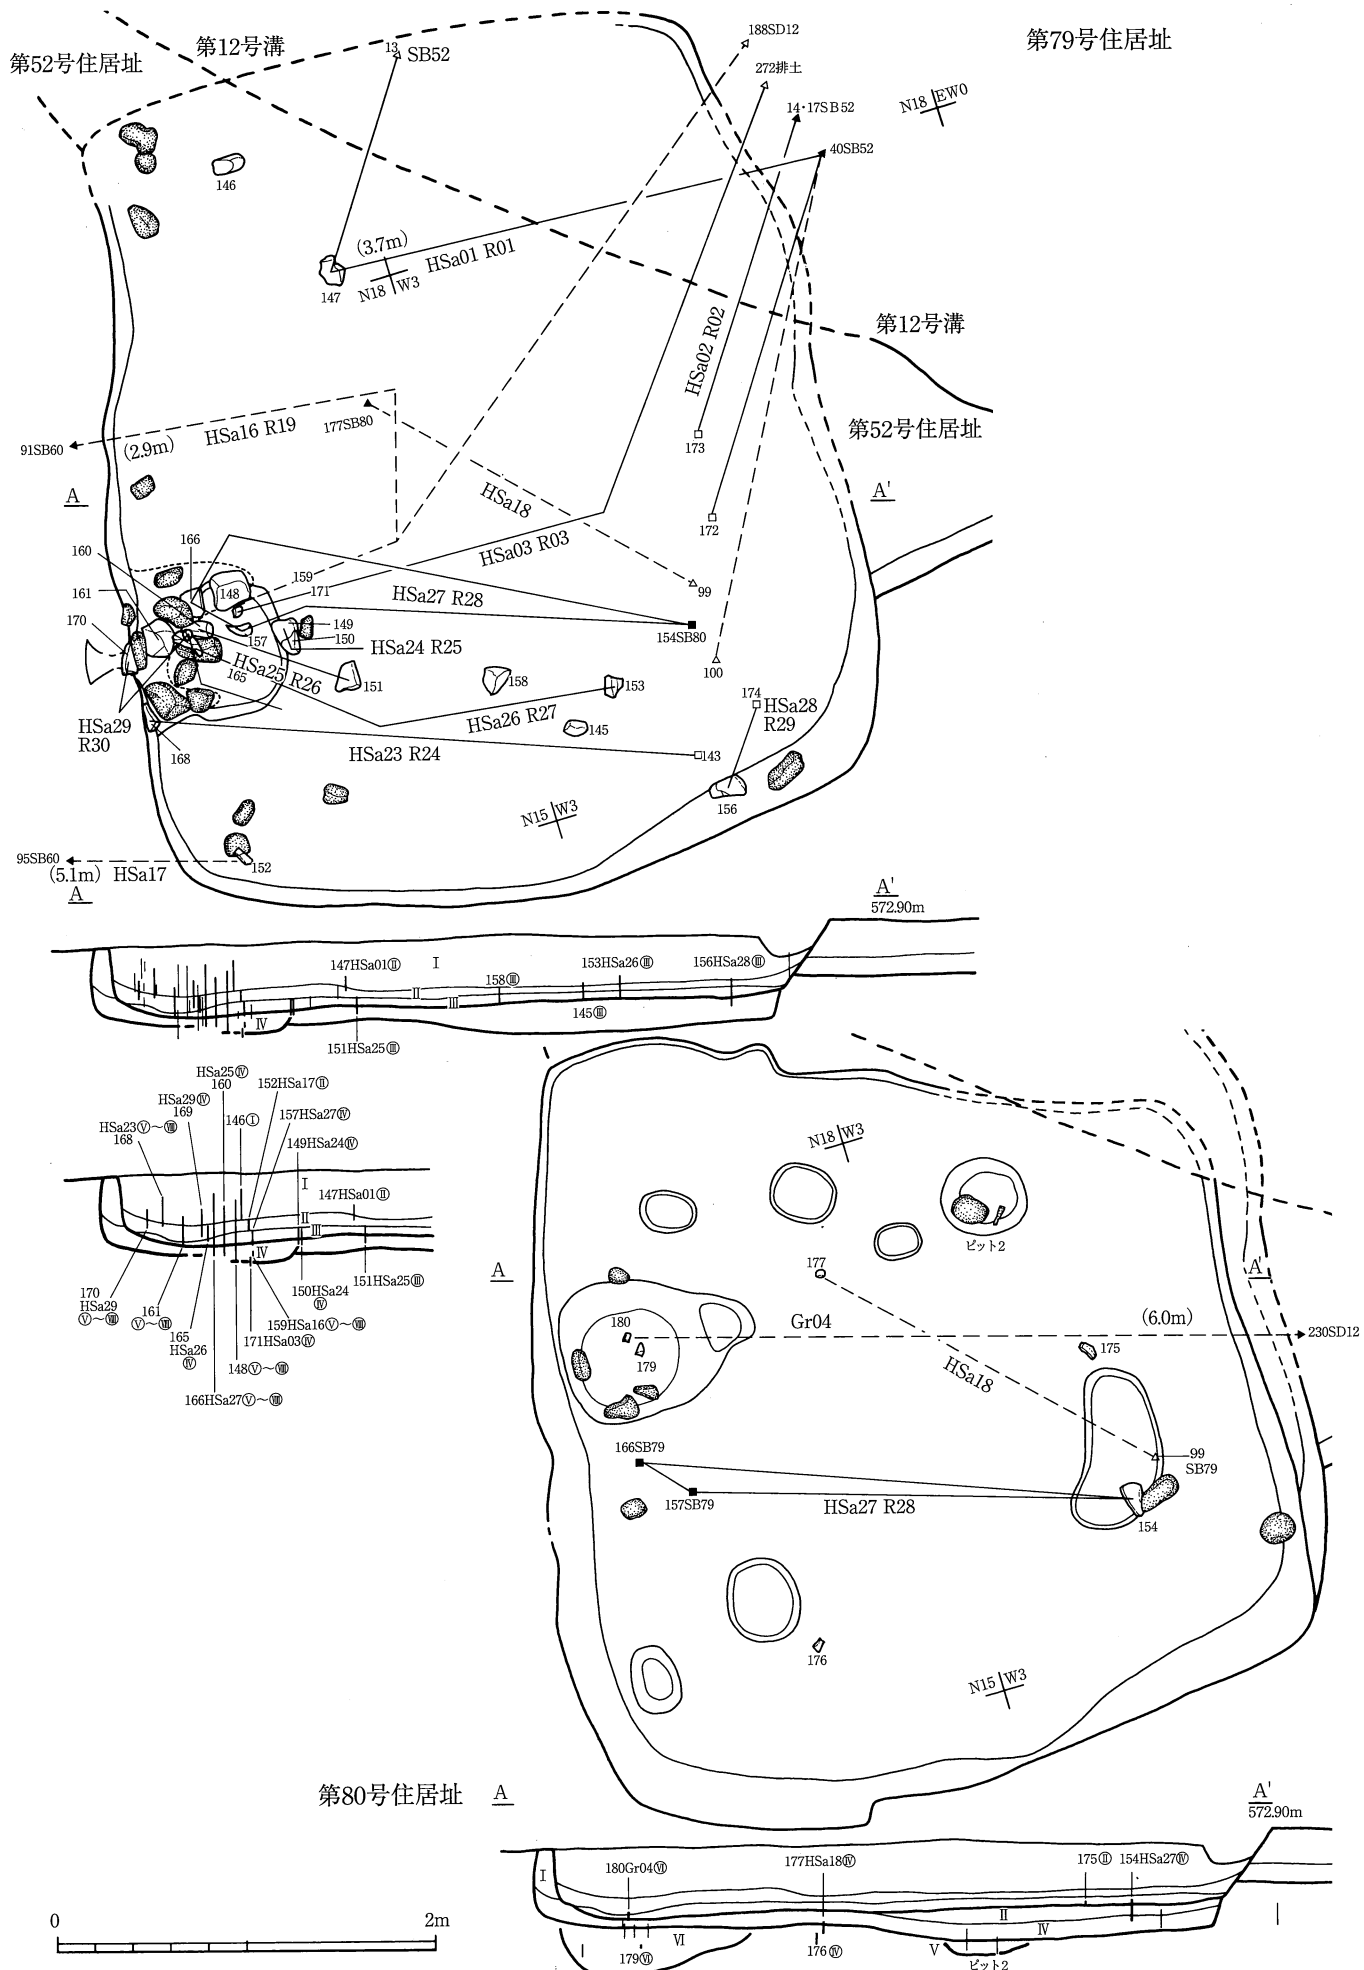 第79号住居址
第52号住居址
第12号溝
13
SB52
188SD12
272排土
14・17SB52
40SB52
N18 EW0
146
147
(3.7m)
HSa01 R01
N18 W3
HSa02 R02
第12号溝
第52号住居址
91SB60
(2.9m)
HSa16 R19
177SB80
HSa18
173
172
A
A'
HSa03 R03
99
160
166
161
170
148
159
171
HSa27 R28
157
149
150
HSa24 R25
154SB80
100
HSa25 R26
165
151
158
153
HSa26 R27
145
174
HSa28
R29
HSa29
R30
168
HSa23 R24
143
156
N15 W3
95SB60
(5.1m)
HSa17
152
A
A'
572.90m
147HSa01Ⅱ
Ⅰ
158Ⅲ
153HSa26Ⅲ
156HSa28Ⅲ
Ⅱ
Ⅲ
Ⅳ
145Ⅲ
151HSa25Ⅲ
HSa25Ⅳ
160
152HSa17Ⅱ
HSa29Ⅳ
169
146Ⅰ
157HSa27Ⅳ
HSa23Ⅴ～Ⅷ
168
149HSa24Ⅳ
Ⅰ
147HSa01Ⅱ
Ⅱ
Ⅲ
Ⅳ
151HSa25Ⅲ
150HSa24
Ⅳ
170
HSa29
Ⅴ～Ⅷ
161
Ⅴ～Ⅷ
165
HSa26
Ⅳ
159HSa16Ⅴ～Ⅷ
171HSa03Ⅳ
148Ⅴ～Ⅷ
166HSa27Ⅴ～Ⅷ
N18 W3
ピット2
A
A'
177
180
179
Gr04
(6.0m)
230SD12
175
HSa18
166SB79
157SB79
99
SB79
HSa27 R28
154
176
N15 W3
第80号住居址
A
A'
572.90m
Ⅰ
180Gr04Ⅵ
177HSa18Ⅳ
175Ⅱ
154HSa27Ⅳ
Ⅱ
Ⅳ
Ⅵ
179Ⅵ
176Ⅳ
Ⅴ
ピット2
0
2m